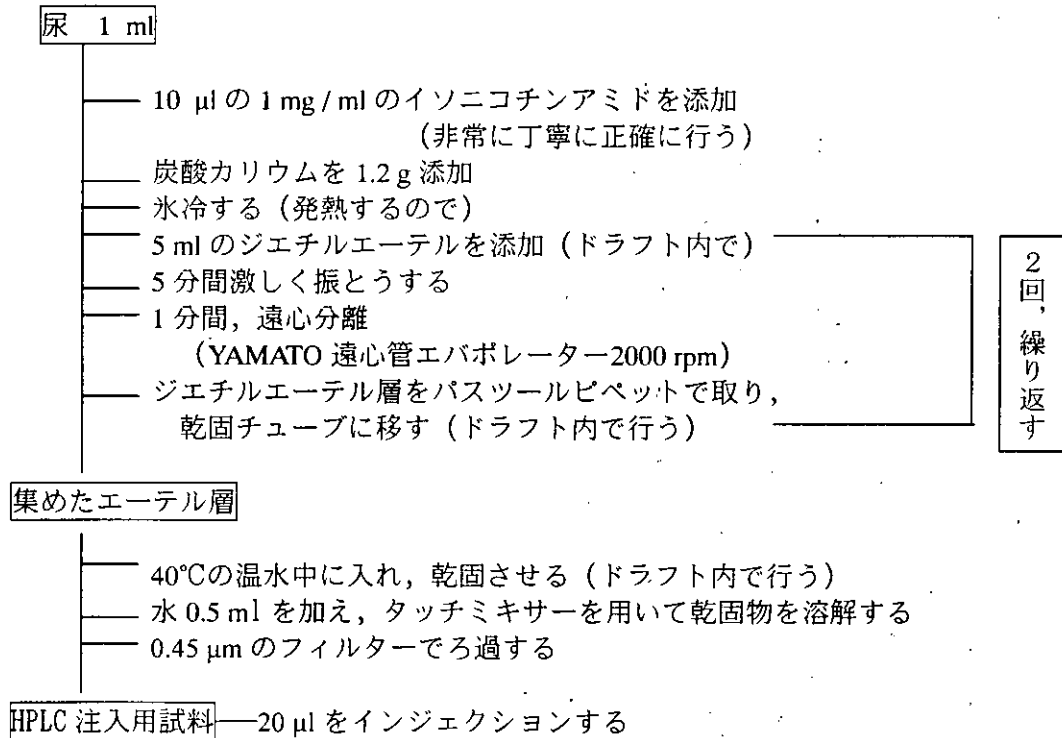 尿 1 ml
10 μl の 1 mg / ml のイソニコチンアミドを添加
(非常に丁寧に正確に行う)
炭酸カリウムを 1.2 g 添加
氷冷する (発熱するので)
5 ml のジエチルエーテルを添加 (ドラフト内で)
5 分間激しく振とうする
1 分間, 遠心分離
(YAMATO 遠心管エバポレーター2000 rpm)
ジエチルエーテル層をパスツールピペットで取り,
乾固チューブに移す (ドラフト内で行う)
2回, 繰り返す
集めたエーテル層
40℃の温水中に入れ, 乾固させる (ドラフト内で行う)
水 0.5 ml を加え, タッチミキサーを用いて乾固物を溶解する
0.45 μm のフィルターでろ過する
HPLC 注入用試料―20 μl をインジェクションする